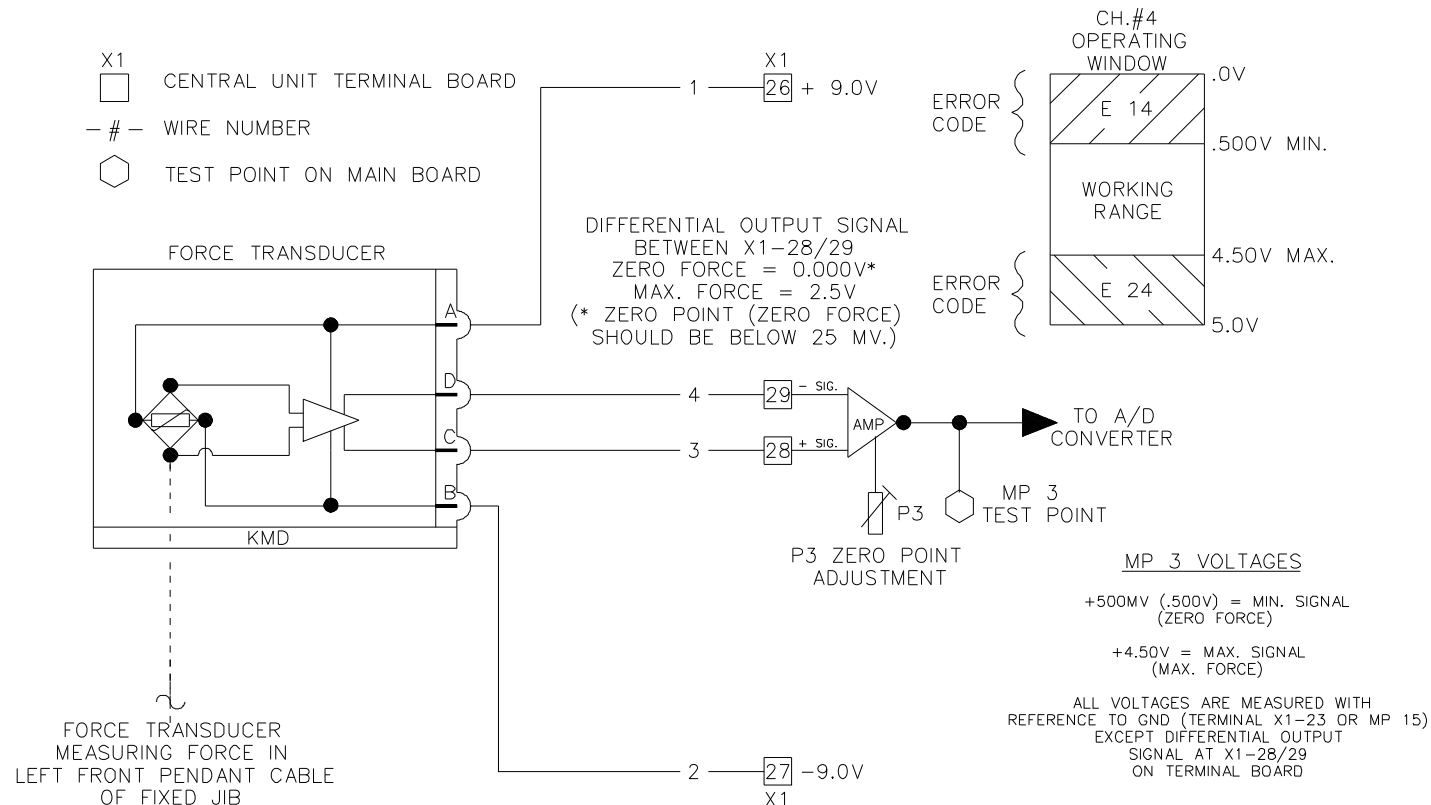 X1
CENTRAL UNIT TERMINAL BOARD
- # - WIRE NUMBER
TEST POINT ON MAIN BOARD
1
X1
26 + 9.0V
CH.#4
OPERATING
WINDOW
.0V
ERROR
CODE
E 14
.500V MIN.
WORKING
RANGE
4.50V MAX.
ERROR
CODE
E 24
5.0V
DIFFERENTIAL OUTPUT SIGNAL
BETWEEN X1-28/29
ZERO FORCE = 0.000V*
MAX. FORCE = 2.5V
(* ZERO POINT (ZERO FORCE)
SHOULD BE BELOW 25 MV.)
FORCE TRANSDUCER
A
D
C
B
KMD
4
29 - SIG.
3
28 + SIG.
AMP
TO A/D
CONVERTER
P3
MP 3
TEST POINT
P3 ZERO POINT
ADJUSTMENT
MP 3 VOLTAGES
+500MV (.500V) = MIN. SIGNAL
(ZERO FORCE)
+4.50V = MAX. SIGNAL
(MAX. FORCE)
ALL VOLTAGES ARE MEASURED WITH
REFERENCE TO GND (TERMINAL X1-23 OR MP 15)
EXCEPT DIFFERENTIAL OUTPUT
SIGNAL AT X1-28/29
ON TERMINAL BOARD
FORCE TRANSDUCER
MEASURING FORCE IN
LEFT FRONT PENDANT CABLE
OF FIXED JIB
2
27 -9.0V
X1